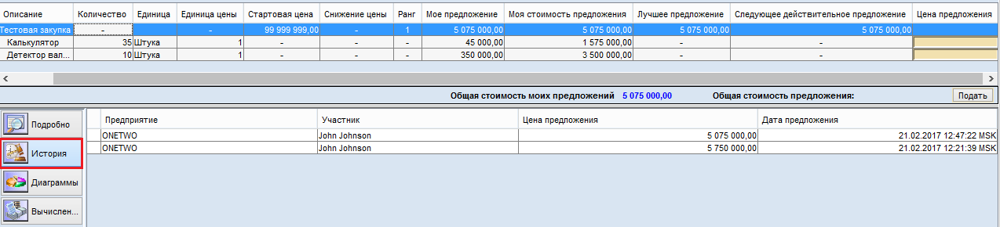 Описание Количество Единица Единица цены Стартовая цена Снижение цены Ранг Мое предложение Моя стоимость предложения Лучшее предложение Следующее действительное предложение Цена предложения
Тестовая закупка - - 99 999 999,00 - 1 5 075 000,00 5 075 000,00 5 075 000,00 5 075 000,00
Калькулятор 35 Штука 1 - - - 45 000,00 1 575 000,00 - -
Детектор вал... 10 Штука 1 - - - 350 000,00 3 500 000,00 - -
Общая стоимость моих предложений 5 075 000,00 Общая стоимость предложения: Подать
Подробно
История
Диаграммы
Вычислен...
Предприятие Участник Цена предложения Дата предложения
ONETWO John Johnson 5 075 000,00 21.02.2017 12:47:22 MSK
ONETWO John Johnson 5 750 000,00 21.02.2017 12:21:39 MSK